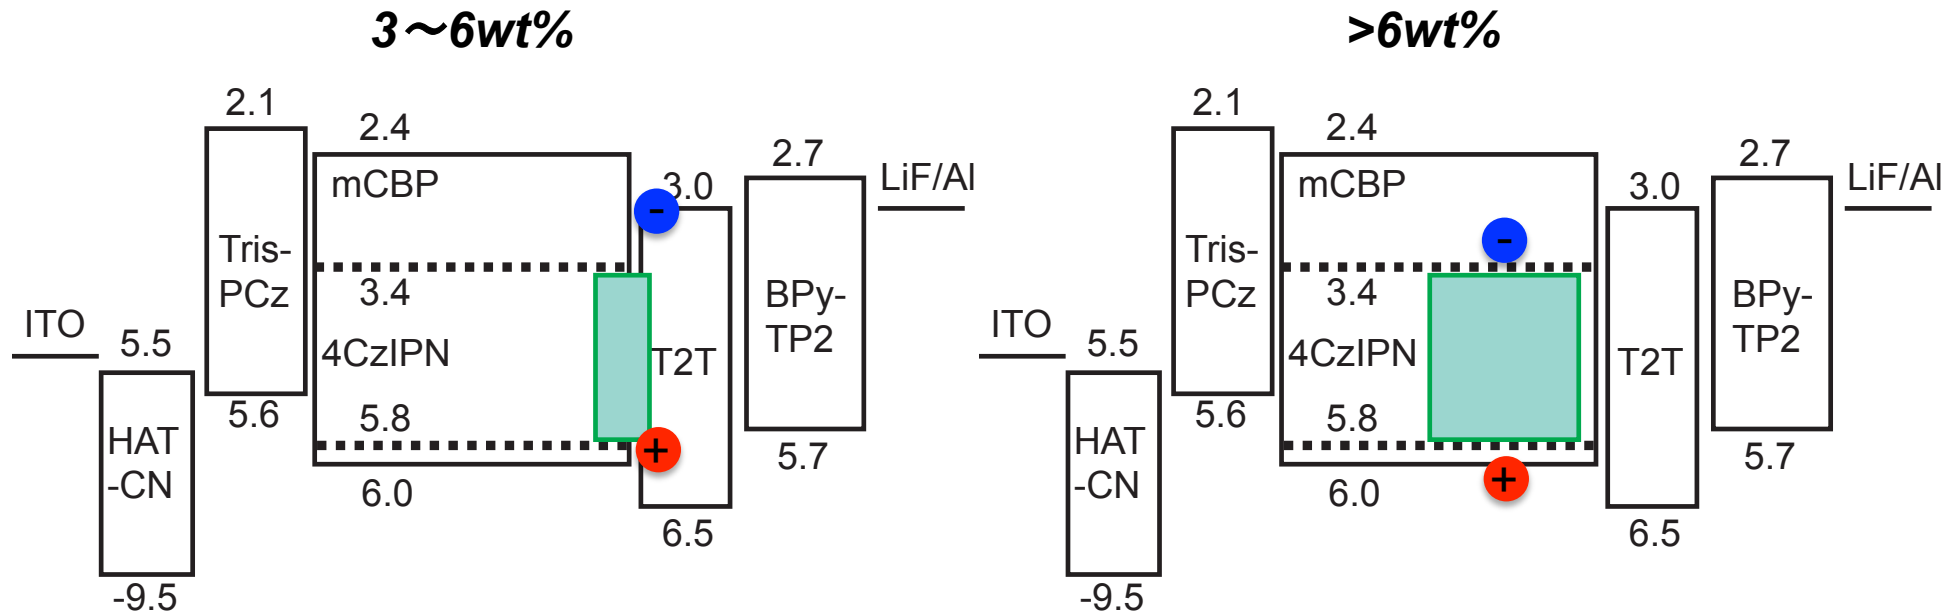 3～6wt%
2.1
2.4
mCBP
2.7
LiF/Al
3.0
-
Tris-
PCz
3.4
BPy-
TP2
ITO
5.5
4CzIPN
T2T
5.6
5.8
HAT
-CN
+
5.7
6.0
6.5
-9.5
>6wt%
2.1
2.4
mCBP
2.7
LiF/Al
3.0
-
Tris-
PCz
3.4
BPy-
TP2
ITO
5.5
4CzIPN
T2T
5.6
5.8
HAT
-CN
+
5.7
6.0
6.5
-9.5